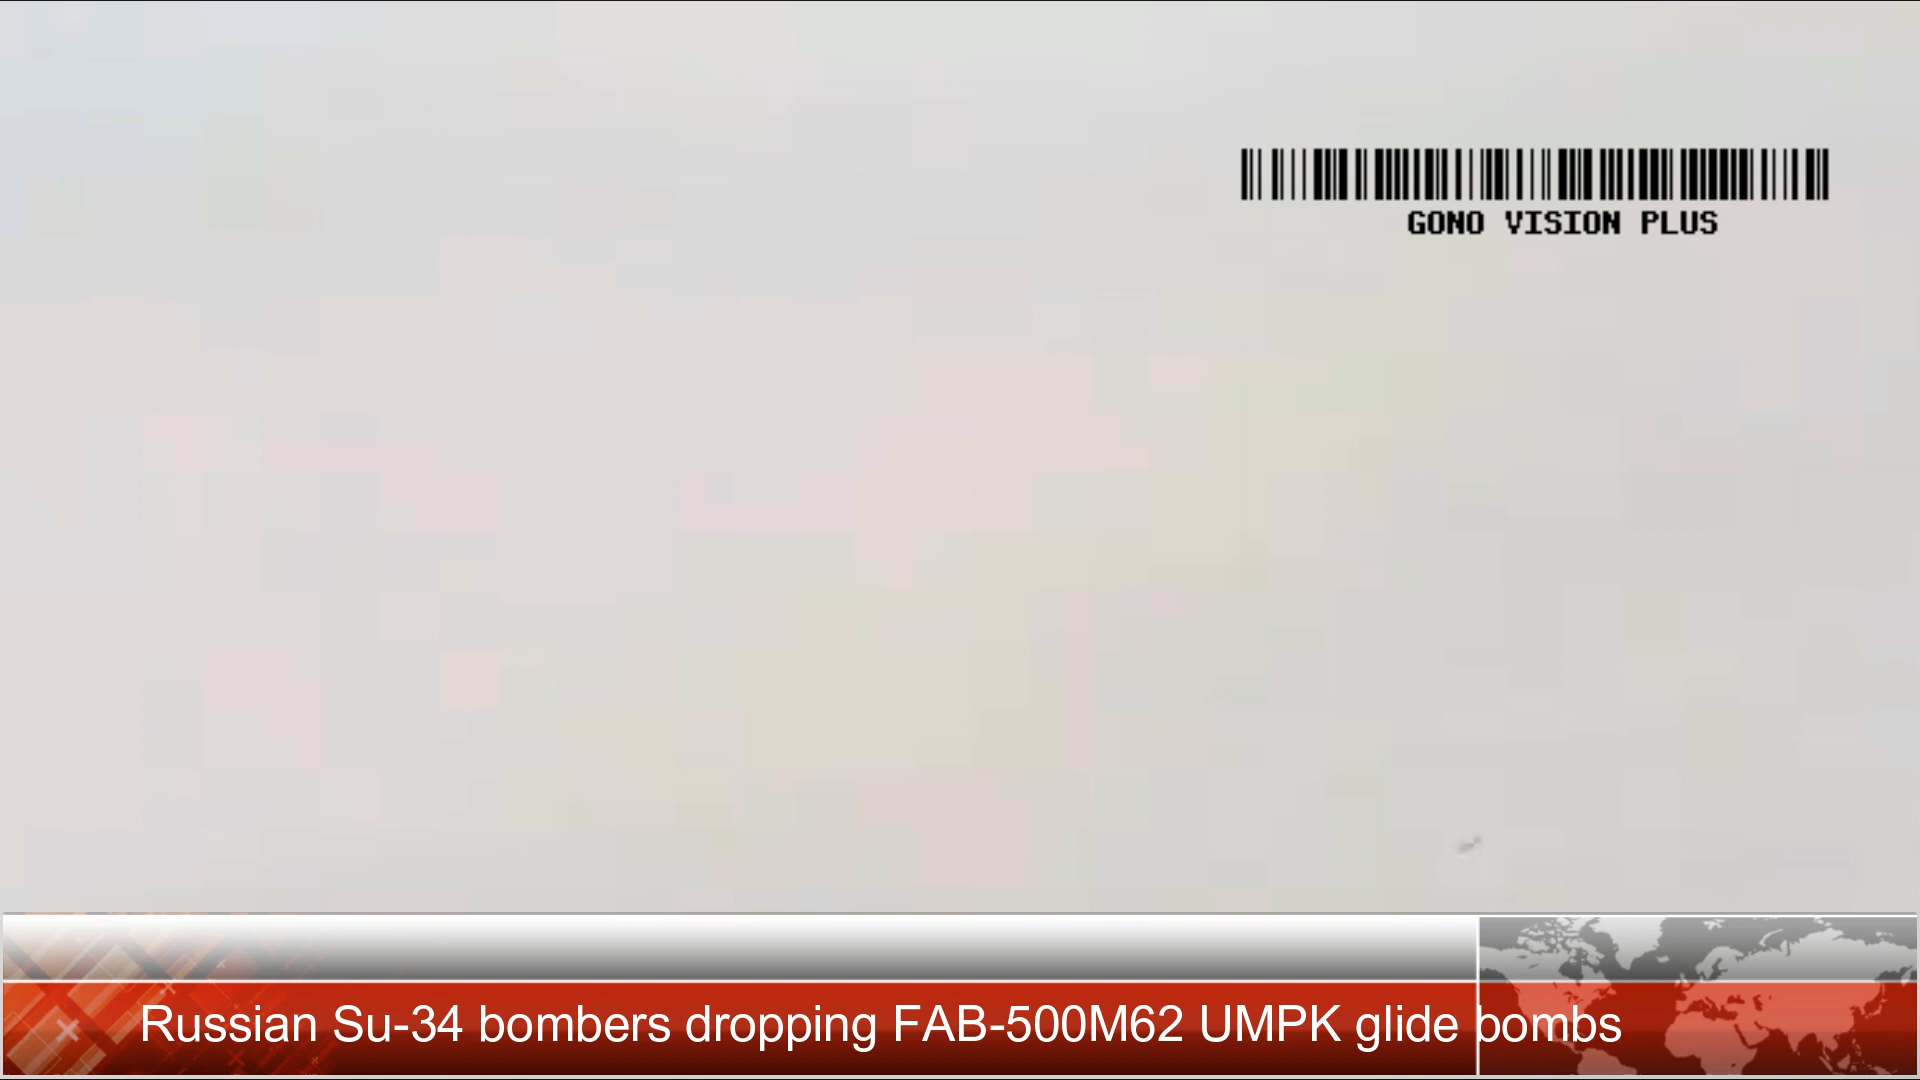 GONO VISION PLUS
Russian Su-34 bombers dropping FAB-500M62 UMPK glide bombs